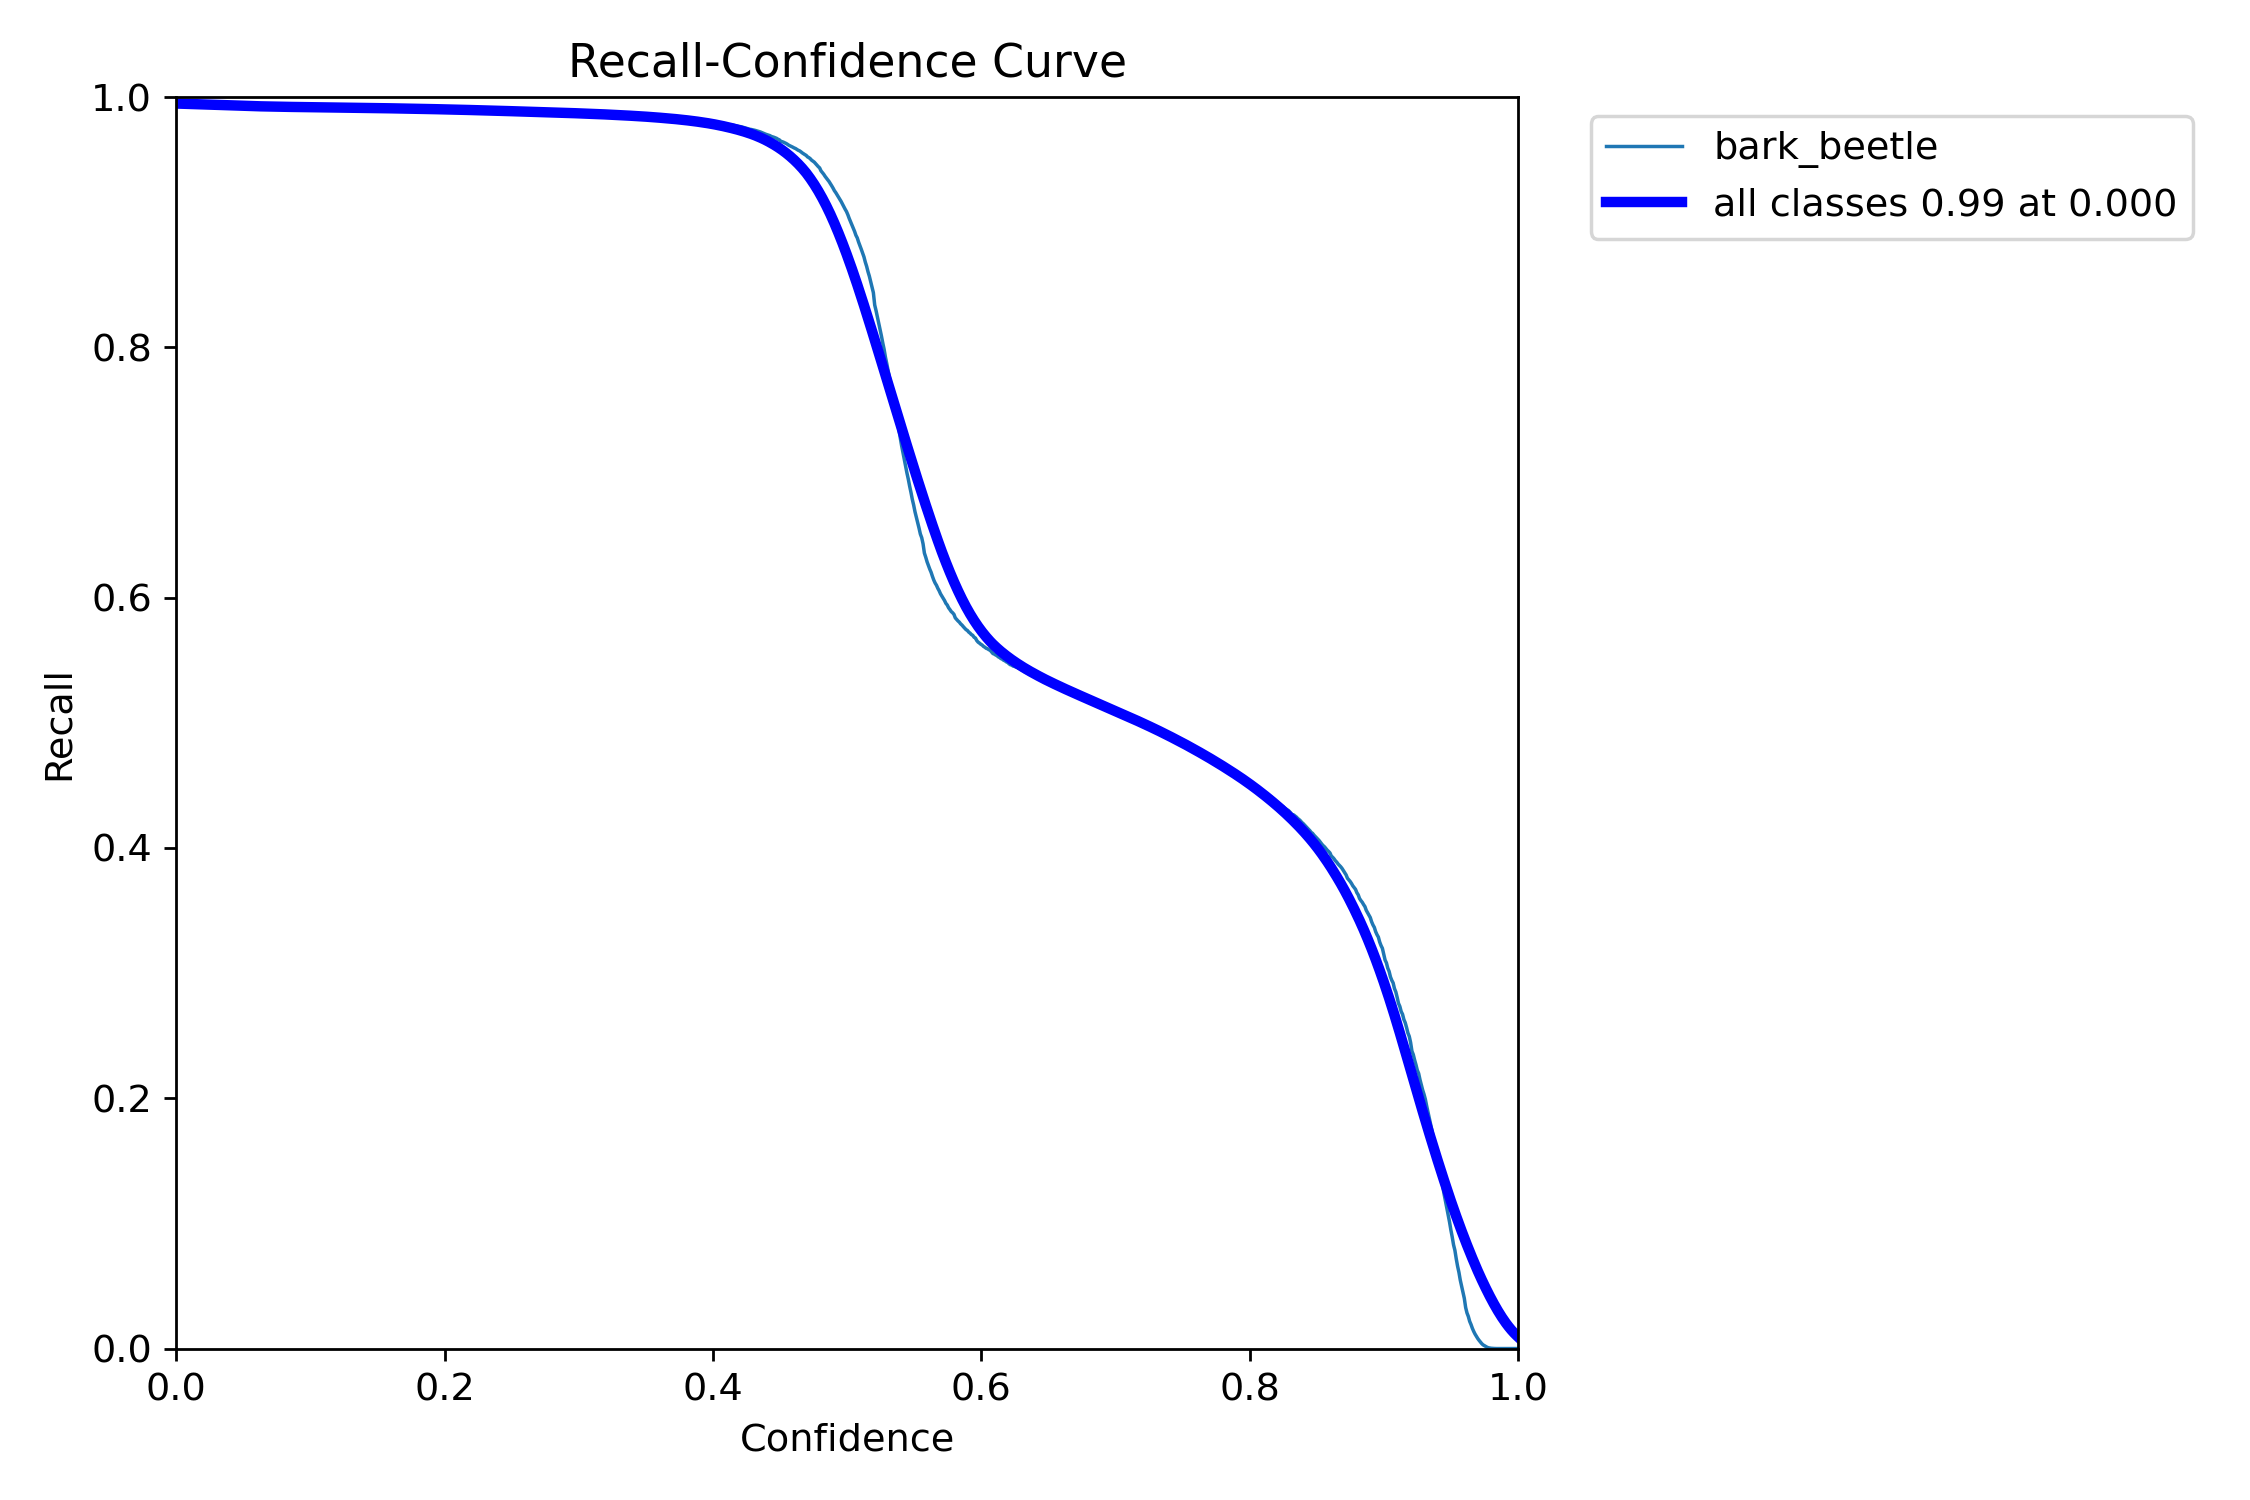 Recall-Confidence Curve
bark_beetle
all classes 0.99 at 0.000
1.0
0.8
0.6
0.4
0.2
0.0
Recall
0.0 0.2 0.4 0.6 0.8 1.0
Confidence